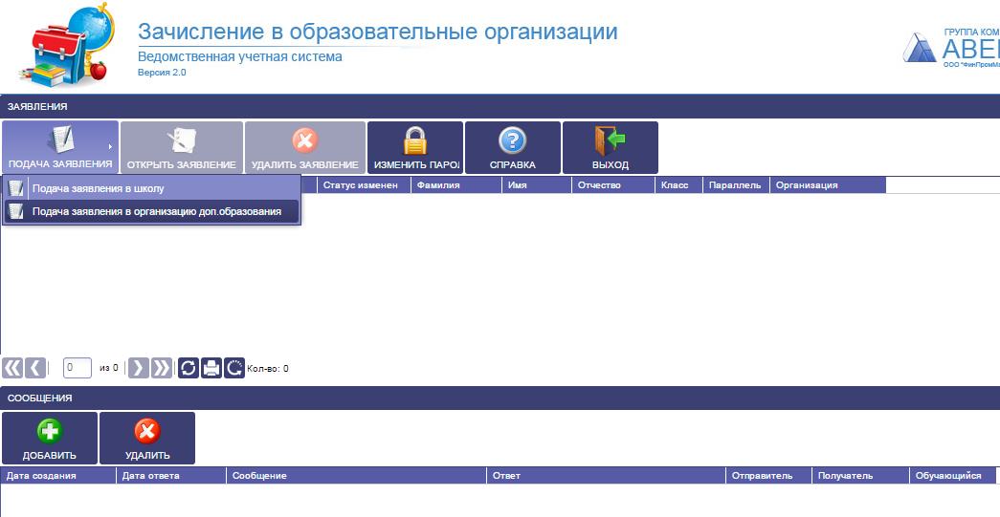 Зачисление в образовательные организации
Ведомственная учетная система
Версия 2.0
ГРУППА КОМ
АВЕ
ООО "ФинПромМа
ЗАЯВЛЕНИЯ
ПОДАЧА ЗАЯВЛЕНИЯ ОТКРЫТЬ ЗАЯВЛЕНИЕ УДАЛИТЬ ЗАЯВЛЕНИЕ ИЗМЕНИТЬ ПАРОЛ СПРАВКА ВЫХОД
Статус изменен Фамилия Имя Отчество Класс Параллель Организация
Подача заявления в школу
Подача заявления в организацию доп.образования
0 из 0 Кол-во: 0
СООБЩЕНИЯ
ДОБАВИТЬ УДАЛИТЬ
Дата создания Дата ответа Сообщение Ответ Отправитель Получатель Обучающийся